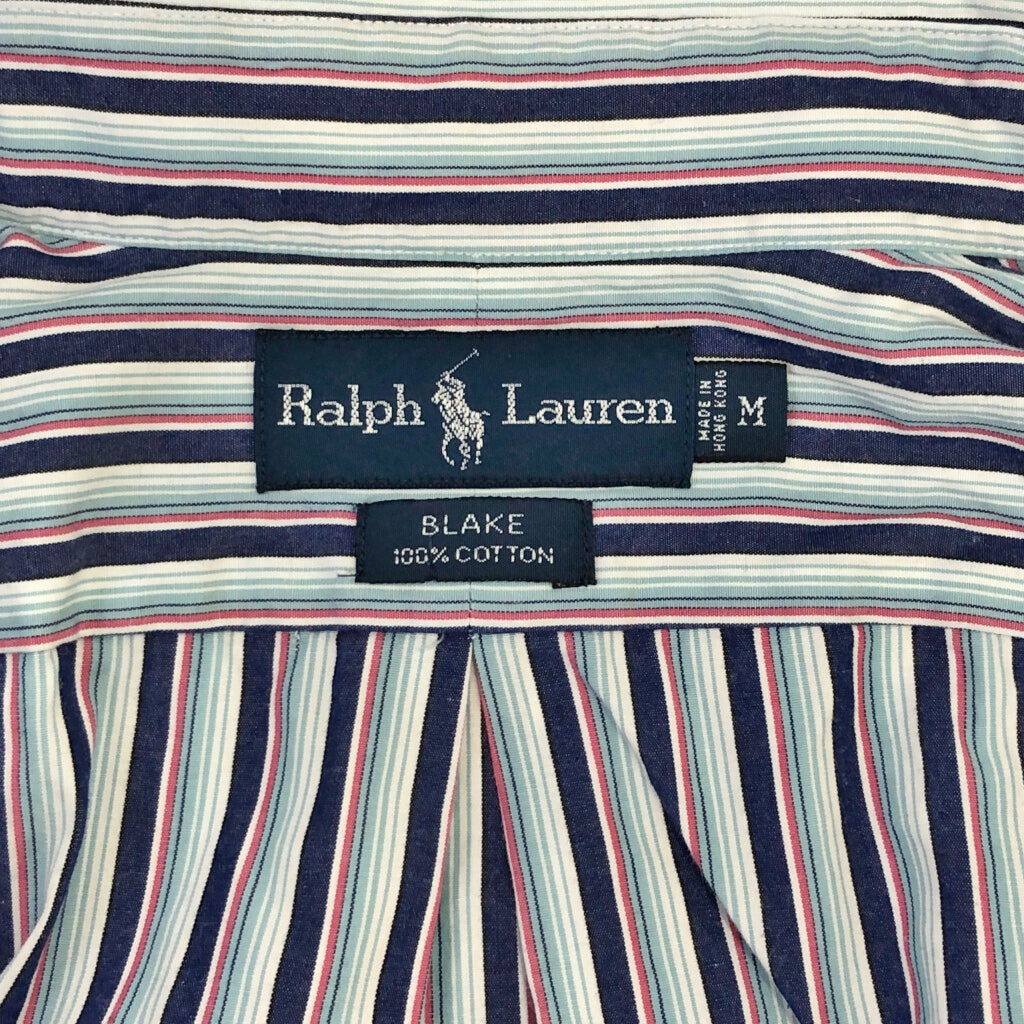 Ralph Lauren
MADE IN
HONG KONG
M
BLAKE
100% COTTON